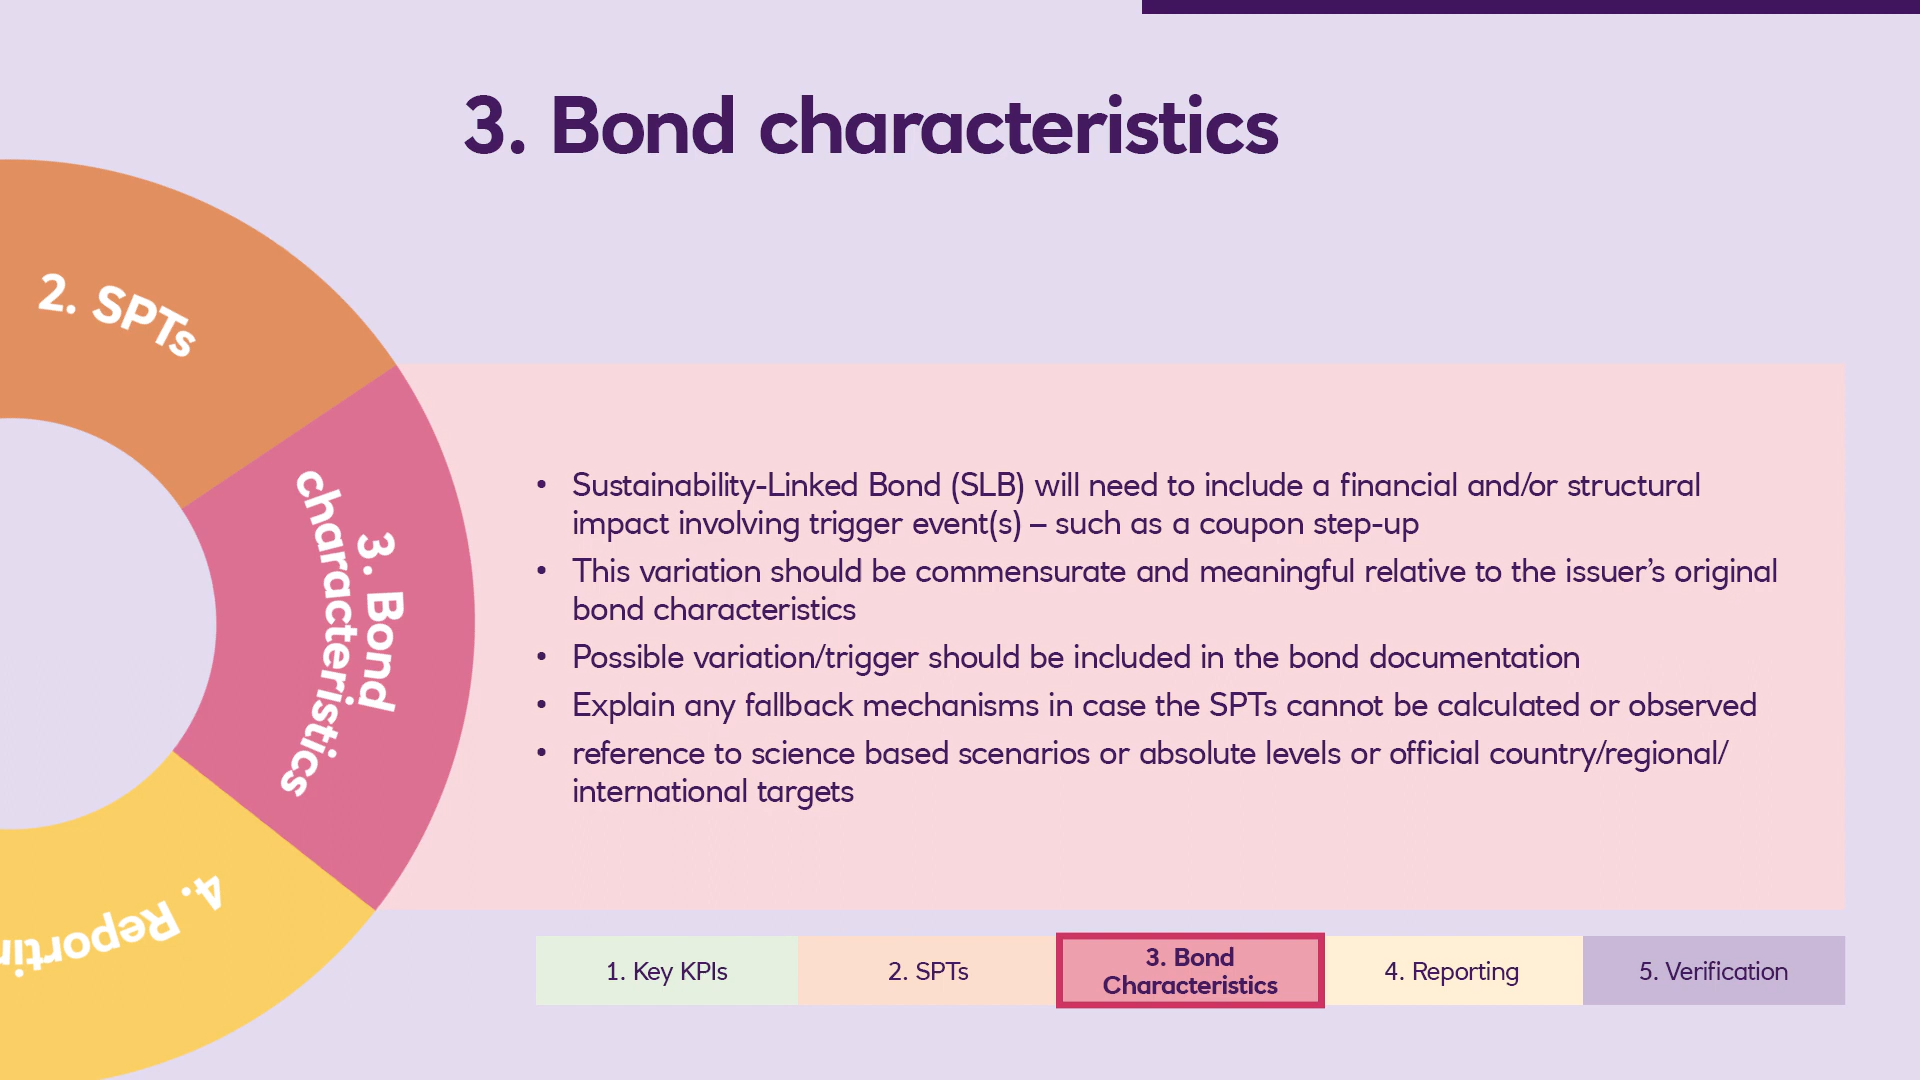 3. Bond characteristics
2. SPTs
3. Bond
characteristics
4. Reportin
• Sustainability-Linked Bond (SLB) will need to include a financial and/or structural
impact involving trigger event(s) – such as a coupon step-up
• This variation should be commensurate and meaningful relative to the issuer’s original
bond characteristics
• Possible variation/trigger should be included in the bond documentation
• Explain any fallback mechanisms in case the SPTs cannot be calculated or observed
• reference to science based scenarios or absolute levels or official country/regional/
international targets
1. Key KPIs
2. SPTs
3. Bond
Characteristics
4. Reporting
5. Verification